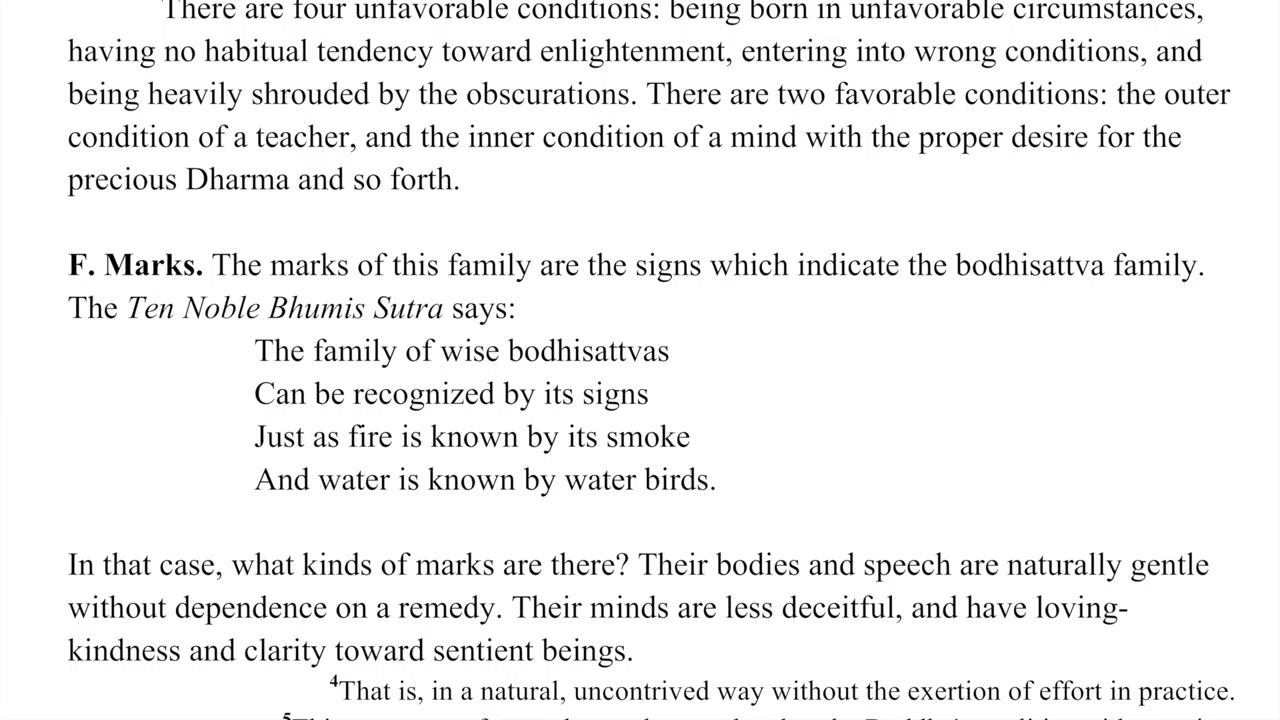 There are four unfavorable conditions: being born in unfavorable circumstances,
having no habitual tendency toward enlightenment, entering into wrong conditions, and
being heavily shrouded by the obscurations. There are two favorable conditions: the outer
condition of a teacher, and the inner condition of a mind with the proper desire for the
precious Dharma and so forth.
F. Marks. The marks of this family are the signs which indicate the bodhisattva family.
The Ten Noble Bhumis Sutra says:
The family of wise bodhisattvas
Can be recognized by its signs
Just as fire is known by its smoke
And water is known by water birds.
In that case, what kinds of marks are there? Their bodies and speech are naturally gentle
without dependence on a remedy. Their minds are less deceitful, and have loving-
kindness and clarity toward sentient beings.
4That is, in a natural, uncontrived way without the exertion of effort in practice.